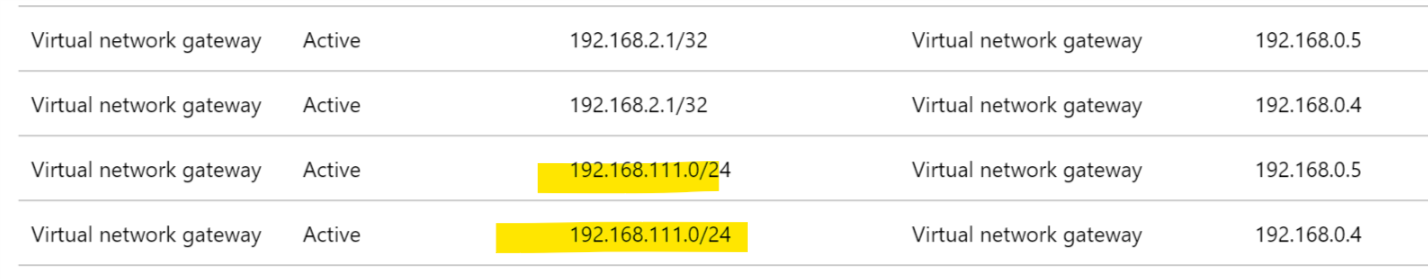 Virtual network gateway Active 192.168.2.1/32 Virtual network gateway 192.168.0.5
Virtual network gateway Active 192.168.2.1/32 Virtual network gateway 192.168.0.4
Virtual network gateway Active 192.168.111.0/24 Virtual network gateway 192.168.0.5
Virtual network gateway Active 192.168.111.0/24 Virtual network gateway 192.168.0.4